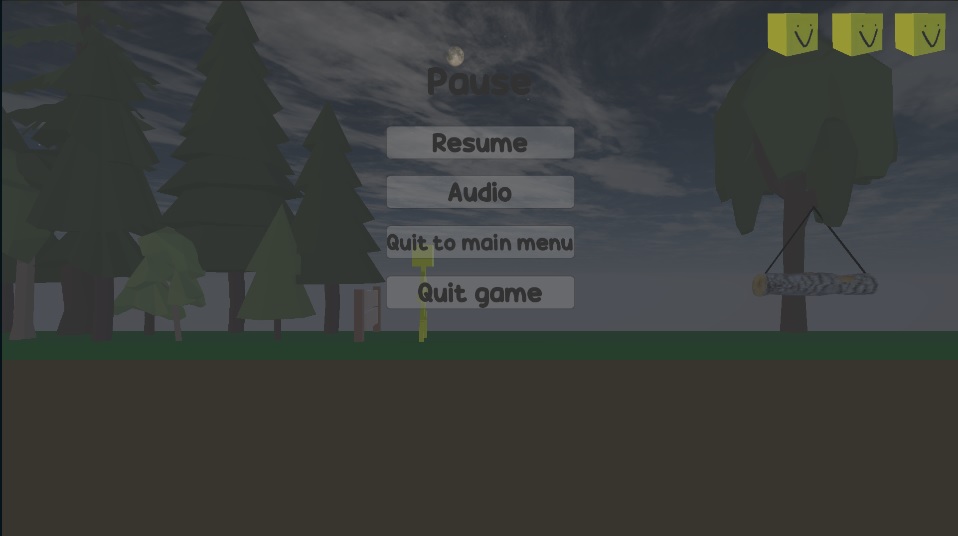 Pause
Resume
Audio
Quit to main menu
Quit game